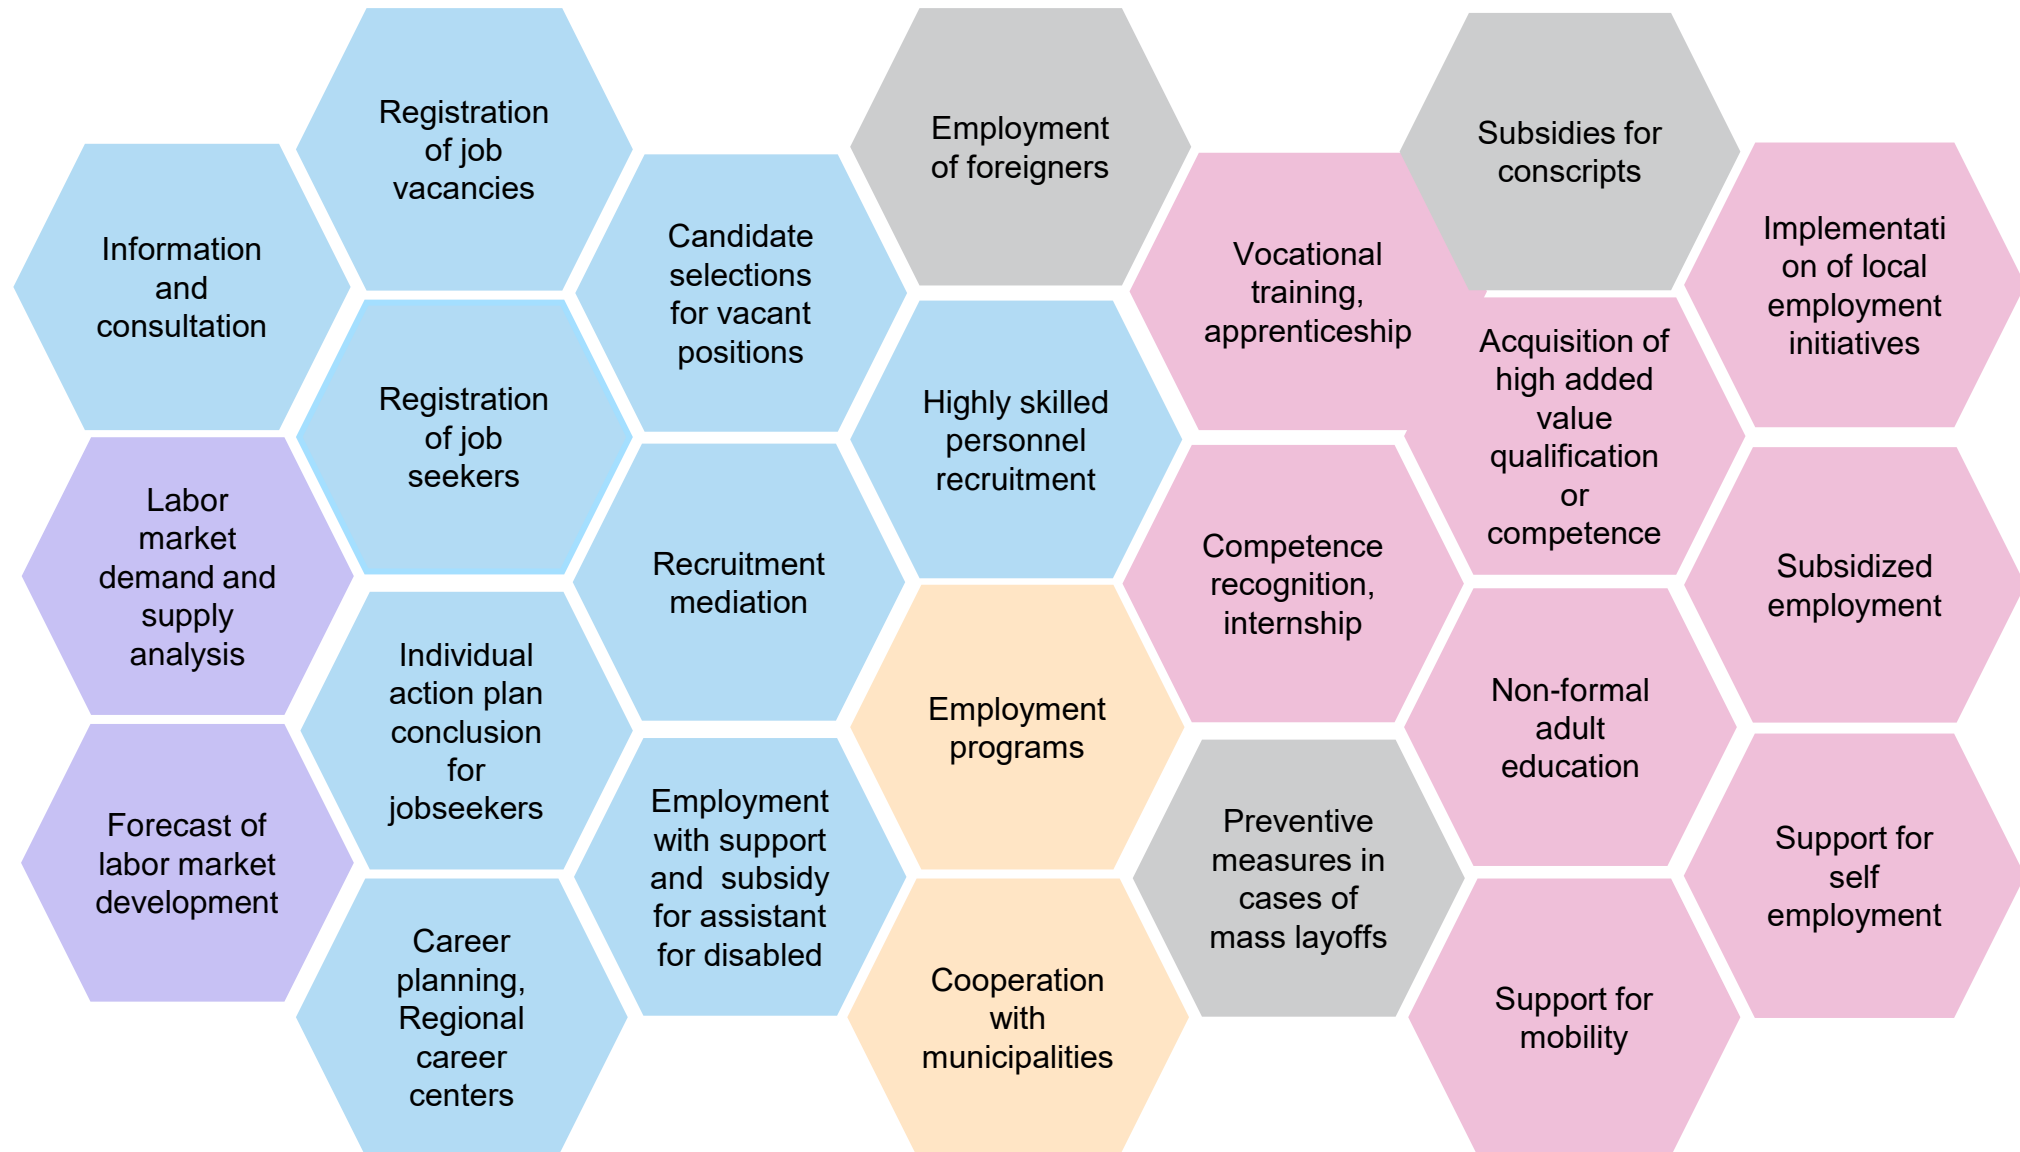 Information
and
consultation
Labor
market
demand and
supply
analysis
Forecast of
labor market
development
Registration
of job
vacancies
Registration
of job
seekers
Individual
action plan
conclusion
for
jobseekers
Career
planning,
Regional
career
centers
Candidate
selections
for vacant
positions
Recruitment
mediation
Employment
with support
and  subsidy
for assistant
for disabled
Employment
of foreigners
Highly skilled
personnel
recruitment
Employment
programs
Cooperation
with
municipalities
Vocational
training,
apprenticeship
Competence
recognition,
internship
Preventive
measures in
cases of
mass layoffs
Subsidies for
conscripts
Acquisition of
high added
value
qualification
or
competence
Non-formal
adult
education
Support for
mobility
Implementati
on of local
employment
initiatives
Subsidized
employment
Support for
self
employment